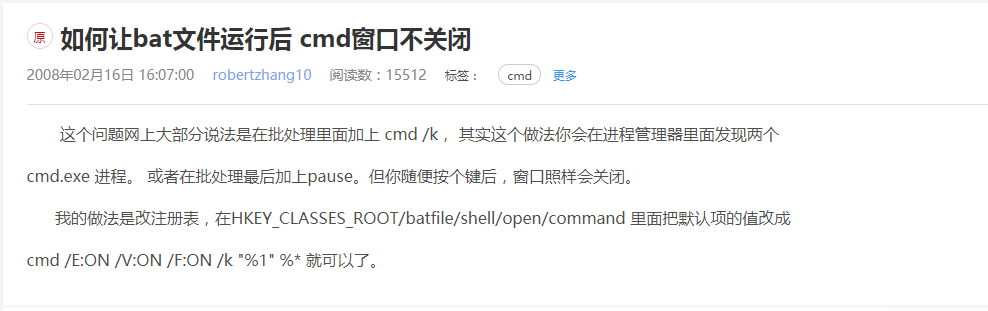 原 如何让bat文件运行后 cmd窗口不关闭
2008年02月16日 16:07:00 robertzhang10 阅读数：15512 标签： cmd 更多
这个问题网上大部分说法是在批处理里面加上 cmd /k ， 其实这个做法你会在进程管理器里面发现两个
cmd.exe 进程。 或者在批处理最后加上pause。但你随便按个键后，窗口照样会关闭。
我的做法是改注册表，在HKEY_CLASSES_ROOT/batfile/shell/open/command 里面把默认项的值改成
cmd /E:ON /V:ON /F:ON /k "%1" %* 就可以了。